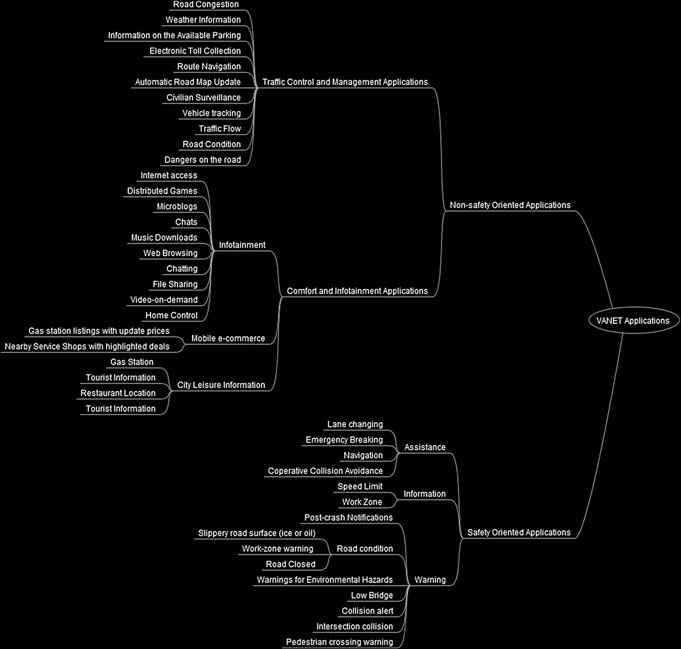 Road Congestion
Weather Information
Information on the Available Parking
Electronic Toll Collection
Route Navigation
Automatic Road Map Update
Traffic Control and Management Applications
Civilian Surveillance
Vehicle tracking
Traffic Flow
Road Condition
Dangers on the road
Internet access
Distributed Games
Microblogs
Chats
Music Downloads
Infotainment
Web Browsing
Chatting
File Sharing
Video-on-demand
Home Control
Non-safety Oriented Applications
Comfort and Infotainment Applications
Gas station listings with update prices
Mobile e-commerce
Nearby Service Shops with highlighted deals
Gas Station
Tourist Information
City Leisure Information
Restaurant Location
Tourist Information
VANET Applications
Lane changing
Emergency Breaking
Assistance
Navigation
Coperative Collision Avoidance
Speed Limit
Information
Work Zone
Post-crash Notifications
Slippery road surface (ice or oil)
Work-zone warning
Road condition
Road Closed
Safety Oriented Applications
Warnings for Environmental Hazards
Warning
Low Bridge
Collision alert
Intersection collision
Pedestrian crossing warning